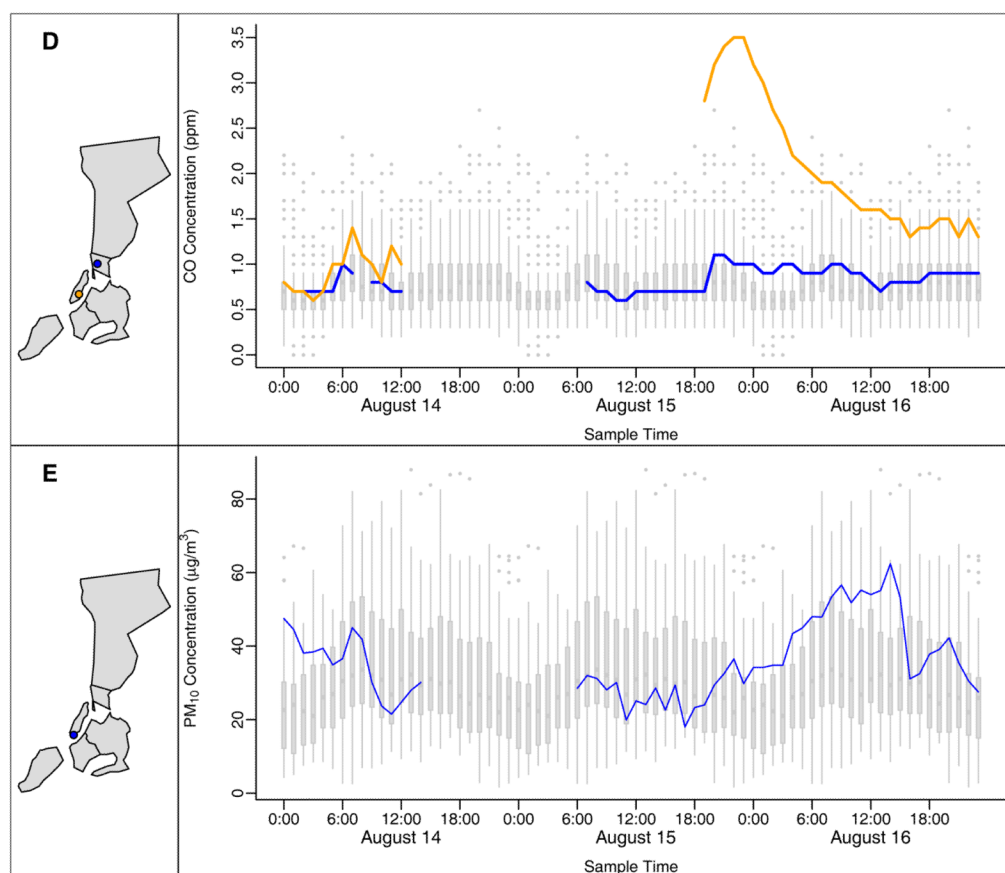 D
CO Concentration (ppm)
3.5
3.0
2.5
2.0
1.5
1.0
0.5
0.0
0:00 6:00 12:00 18:00 0:00 6:00 12:00 18:00 0:00 6:00 12:00 18:00
August 14 August 15 August 16
Sample Time
E
PM10 Concentration (µg/m³)
80
60
40
20
0
0:00 6:00 12:00 18:00 0:00 6:00 12:00 18:00 0:00 6:00 12:00 18:00
August 14 August 15 August 16
Sample Time